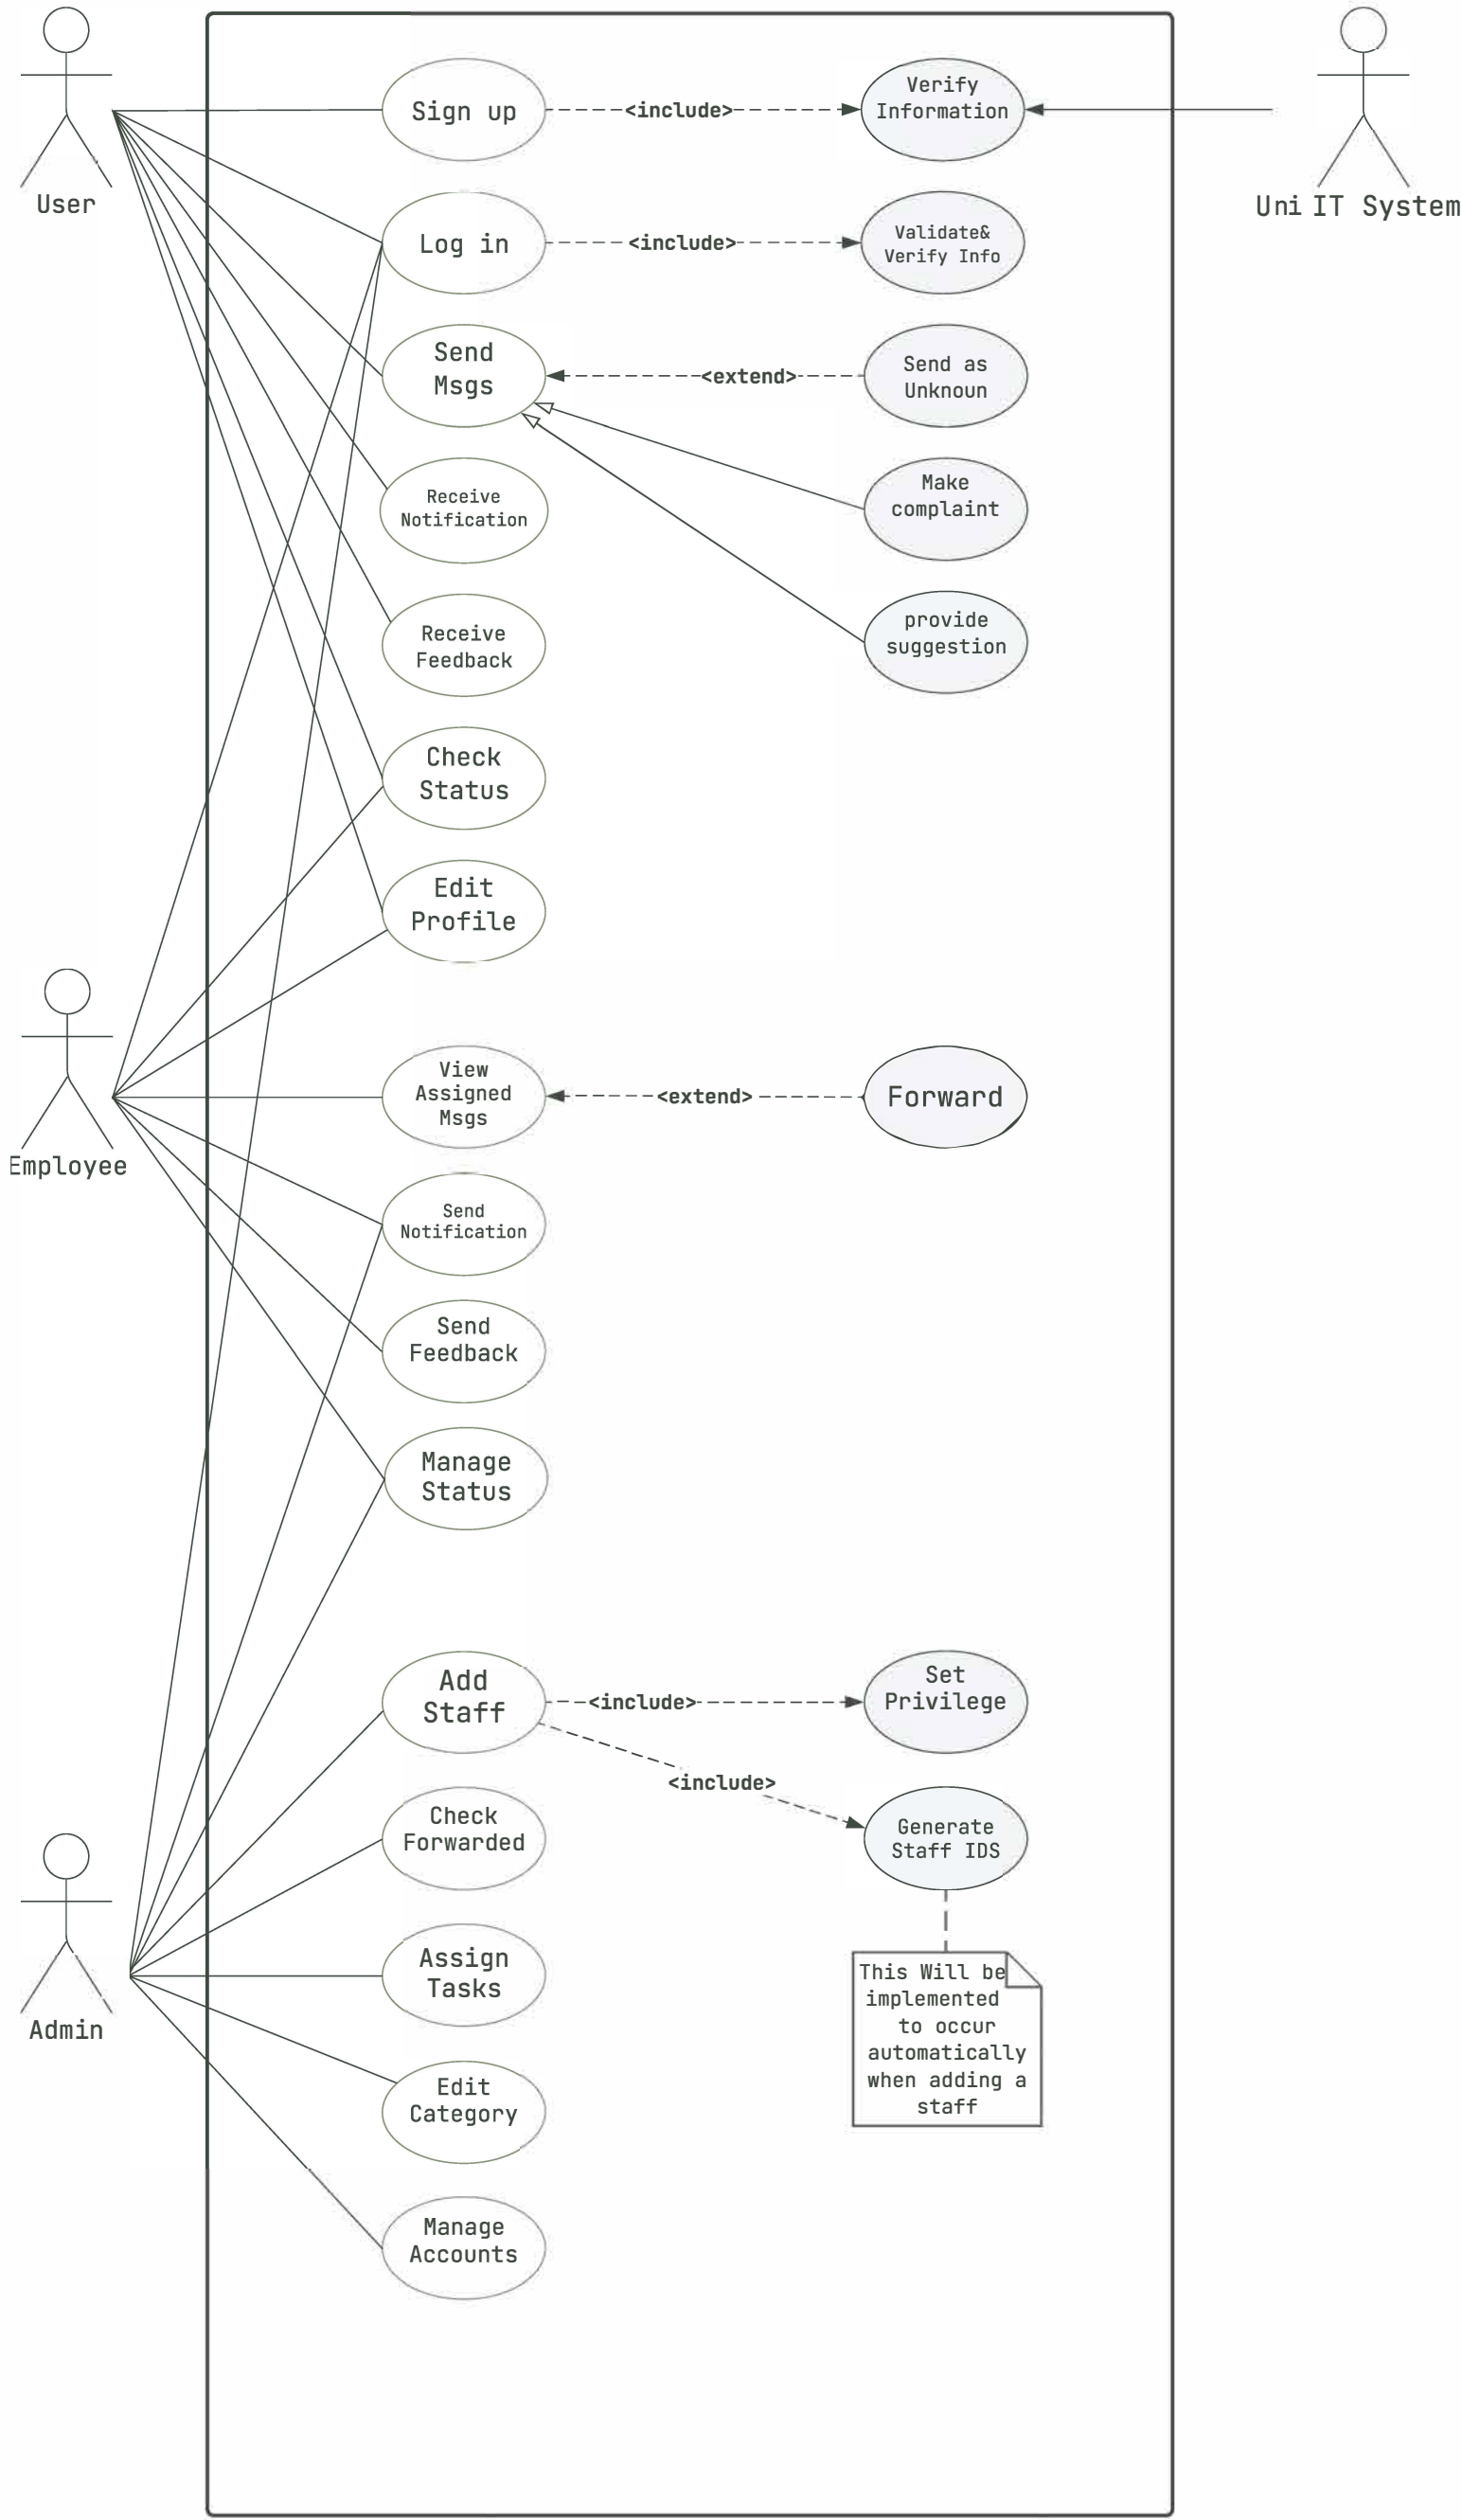 Sign up
<include>
Verify
Information
User
Uni IT System
Log in
<include>
Validate&
Verify Info
Send
Msgs
<extend>
Send as
Unknoun
Receive
Notification
Make
complaint
Receive
Feedback
provide
suggestion
Check
Status
Edit
Profile
Employee
View
Assigned
Msgs
<extend>
Forward
Send
Notification
Send
Feedback
Manage
Status
Add
Staff
<include>
Set
Privilege
<include>
Check
Forwarded
Generate
Staff IDS
Admin
Assign
Tasks
This Will be
implemented
to occur
automatically
when adding a
staff
Edit
Category
Manage
Accounts